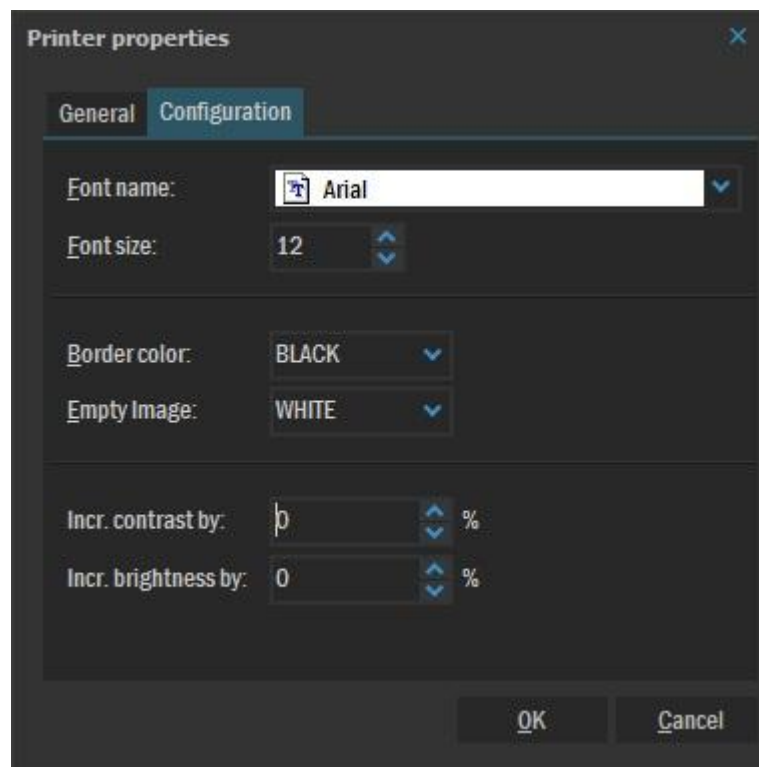 Printer properties
General Configuration
Font name: Arial
Font size: 12
Border color: BLACK
Empty Image: WHITE
Incr. contrast by: 0 %
Incr. brightness by: 0 %
OK Cancel